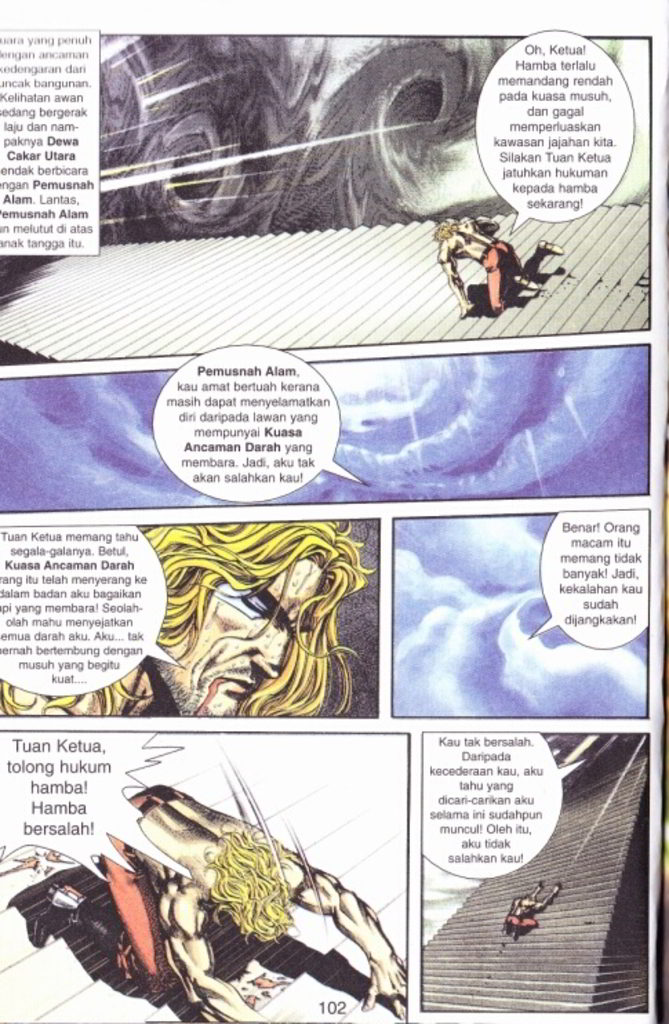 uara yang penuh
dengan ancaman
kedengaran dari
uncak bangunan.
Kelihatan awan
sedang bergerak
laju dan nam-
paknya Dewa
Cakar Utara
endak berbicara
engan Pemusnah
Alam. Lantas,
Pemusnah Alam
un melutut di atas
anak tangga itu.
Oh, Ketua!
Hamba terlalu
memandang rendah
pada kuasa musuh,
dan gagal
memperluaskan
kawasan jajahan kita.
Silakan Tuan Ketua
jatuhkan hukuman
kepada hamba
sekarang!
Pemusnah Alam,
kau amat bertuah kerana
masih dapat menyelamatkan
diri daripada lawan yang
mempunyai Kuasa
Ancaman Darah yang
membara. Jadi, aku tak
akan salahkan kau!
Tuan Ketua memang tahu
segala-galanya. Betul,
Kuasa Ancaman Darah
rang itu telah menyerang ke
dalam badan aku bagaikan
api yang membara! Seolah-
olah mahu menyejatkan
semua darah aku. Aku... tak
pernah bertembung dengan
musuh yang begitu
kuat....
Benar! Orang
macam itu
memang tidak
banyak! Jadi,
kekalahan kau
sudah
dijangkakan!
Tuan Ketua,
tolong hukum
hamba!
Hamba
bersalah!
Kau tak bersalah.
Daripada
kecederaan kau, aku
tahu yang
dicari-carikan aku
selama ini sudahpun
muncul! Oleh itu,
aku tidak
salahkan kau!
102